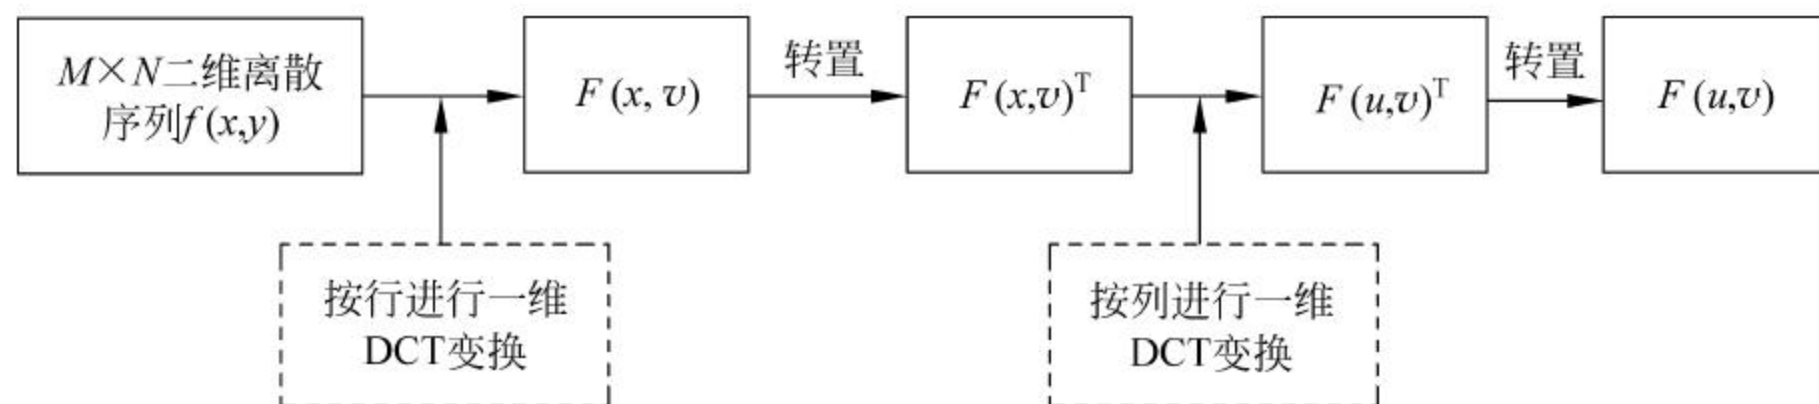 M×N二维离散
序列f(x,y)
F(x, v)
转置
F(x,v)ᵀ
F(u,v)ᵀ
转置
F(u,v)
按行进行一维
DCT变换
按列进行一维
DCT变换